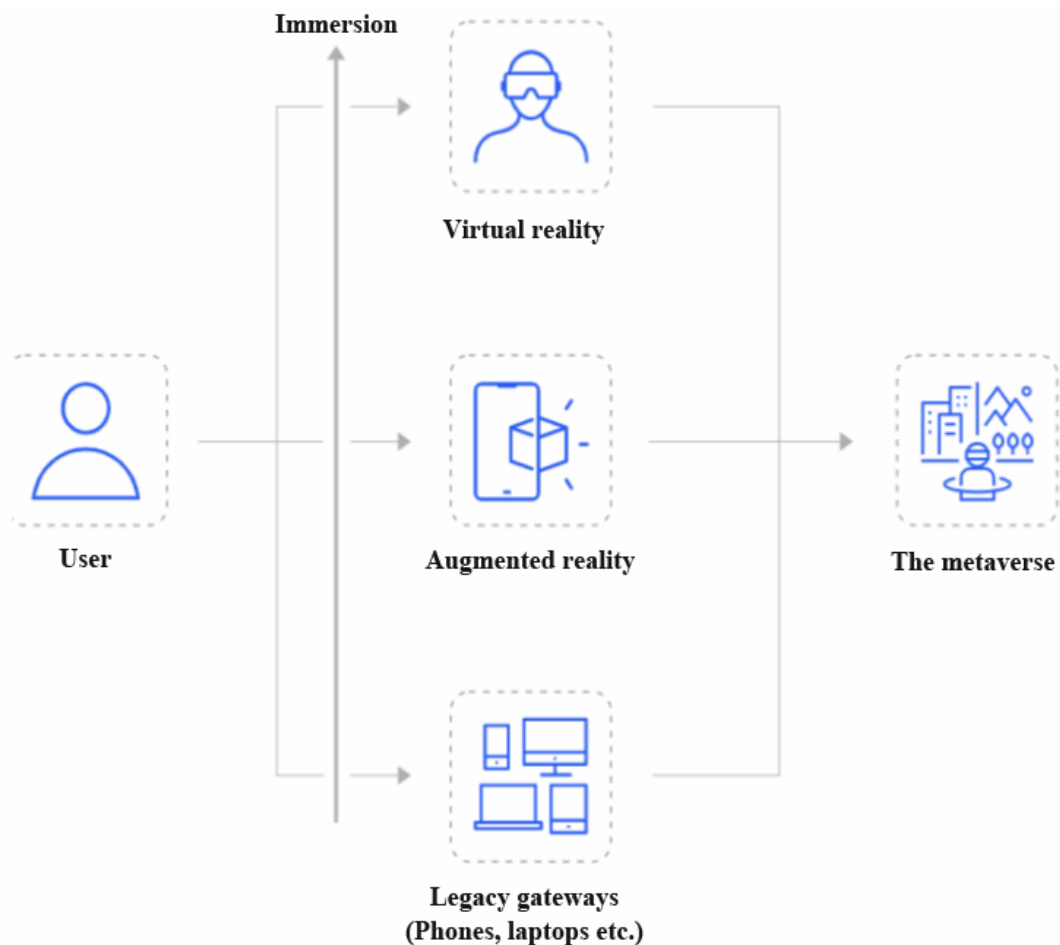 Immersion
Virtual reality
User
Augmented reality
The metaverse
Legacy gateways
(Phones, laptops etc.)